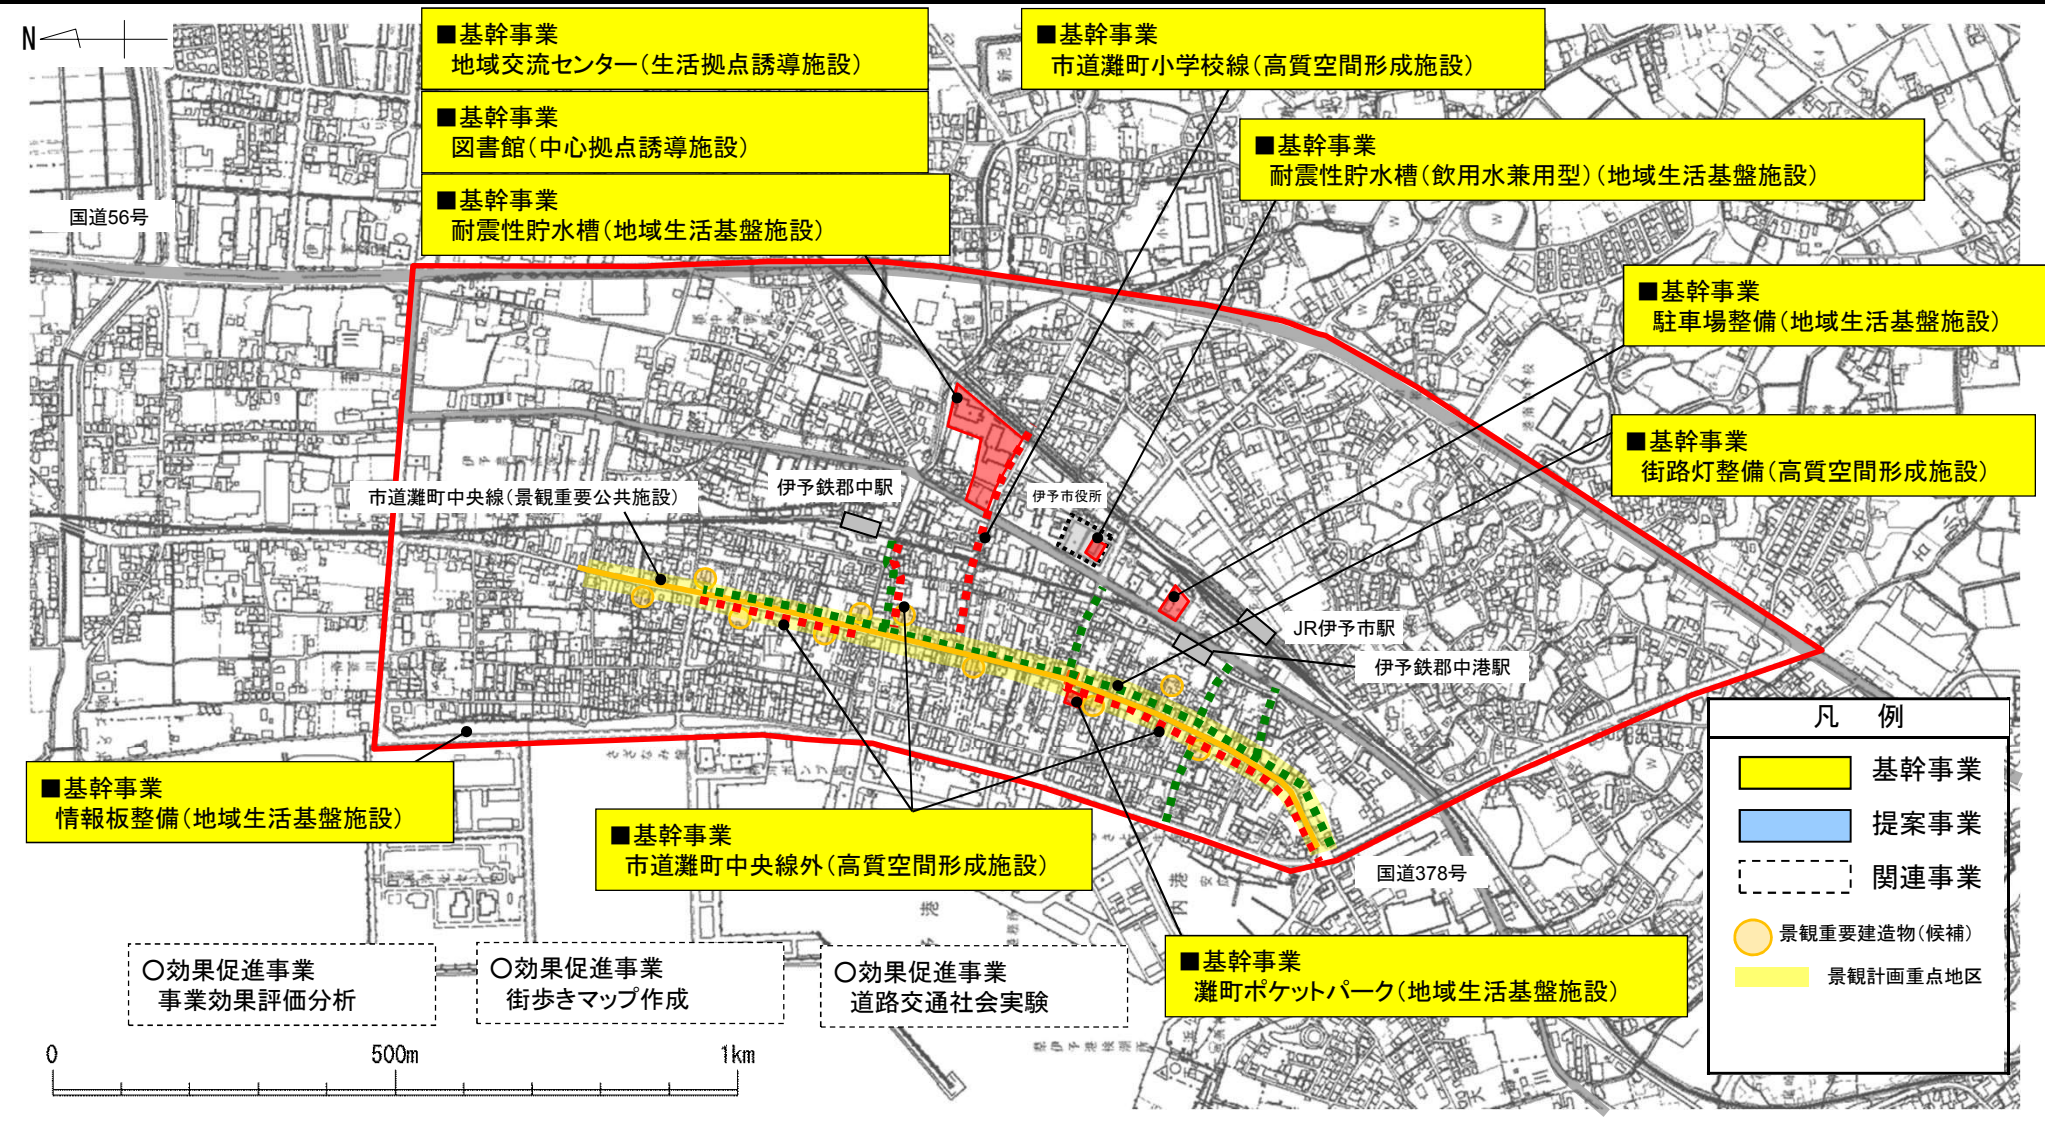 N
■基幹事業
地域交流センター(生活拠点誘導施設)
■基幹事業
図書館(中心拠点誘導施設)
■基幹事業
耐震性貯水槽(地域生活基盤施設)
■基幹事業
市道灘町小学校線(高質空間形成施設)
■基幹事業
耐震性貯水槽(飲用水兼用型)(地域生活基盤施設)
国道56号
■基幹事業
駐車場整備(地域生活基盤施設)
■基幹事業
街路灯整備(高質空間形成施設)
市道灘町中央線(景観重要公共施設)
伊予鉄郡中駅
伊予市役所
JR伊予市駅
伊予鉄郡中港駅
■基幹事業
情報板整備(地域生活基盤施設)
■基幹事業
市道灘町中央線外(高質空間形成施設)
国道378号
■基幹事業
灘町ポケットパーク(地域生活基盤施設)
○効果促進事業
事業効果評価分析
○効果促進事業
街歩きマップ作成
○効果促進事業
道路交通社会実験
0 500m 1km
凡 例
基幹事業
提案事業
関連事業
景観重要建造物(候補)
景観計画重点地区